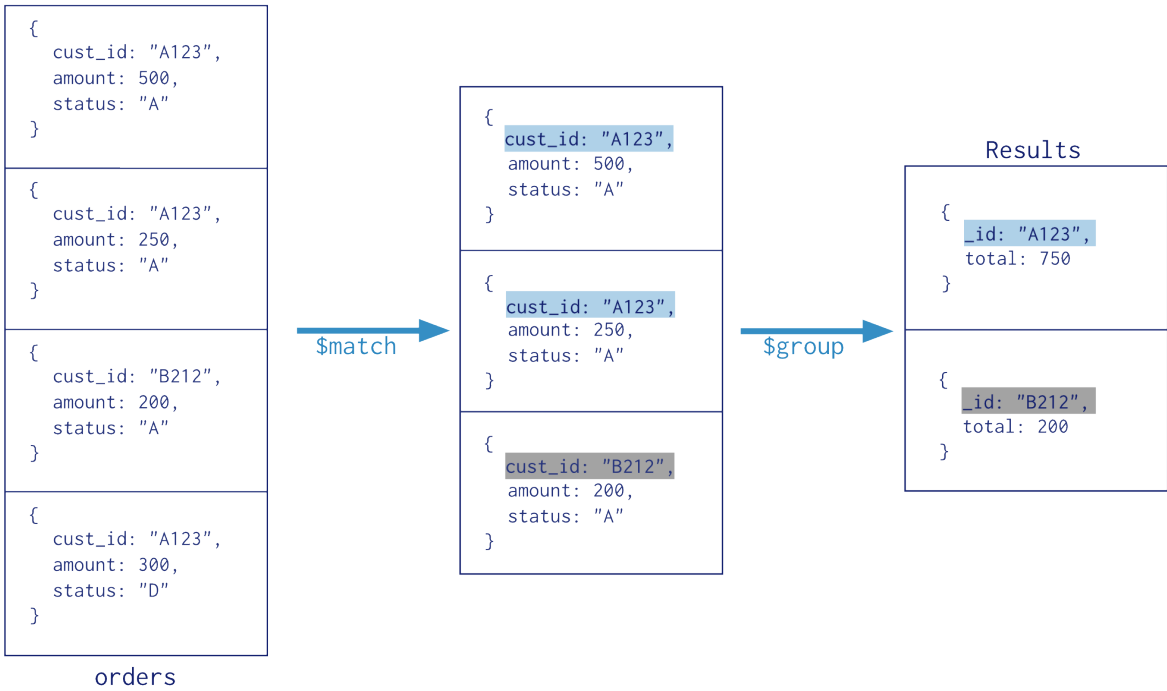 {
cust_id: "A123",
amount: 500,
status: "A"
}
{
cust_id: "A123",
amount: 250,
status: "A"
}
{
cust_id: "B212",
amount: 200,
status: "A"
}
{
cust_id: "A123",
amount: 300,
status: "D"
}
orders
$match
{
cust_id: "A123",
amount: 500,
status: "A"
}
{
cust_id: "A123",
amount: 250,
status: "A"
}
{
cust_id: "B212",
amount: 200,
status: "A"
}
$group
Results
{
_id: "A123",
total: 750
}
{
_id: "B212",
total: 200
}